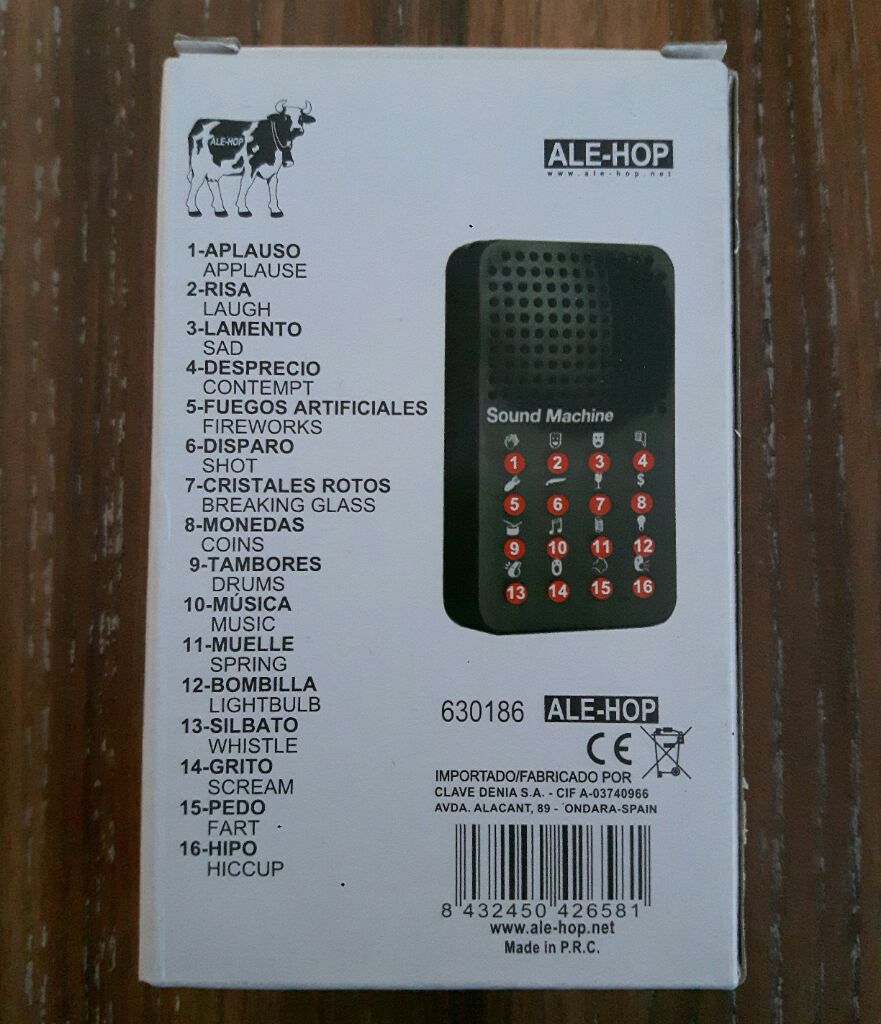 ALE-HOP
ALE-HOP
www.ale-hop.net
1-APLAUSO
APPLAUSE
2-RISA
LAUGH
3-LAMENTO
SAD
4-DESPRECIO
CONTEMPT
5-FUEGOS ARTIFICIALES
FIREWORKS
6-DISPARO
SHOT
7-CRISTALES ROTOS
BREAKING GLASS
8-MONEDAS
COINS
9-TAMBORES
DRUMS
10-MÚSICA
MUSIC
11-MUELLE
SPRING
12-BOMBILLA
LIGHTBULB
13-SILBATO
WHISTLE
14-GRITO
SCREAM
15-PEDO
FART
16-HIPO
HICCUP
Sound Machine
1 2 3 4
$
5 6 7 8
9 10 11 12
13 14 15 16
630186 ALE-HOP
CE
IMPORTADO/FABRICADO POR
CLAVE DENIA S.A. - CIF A-03740966
AVDA. ALACANT, 89 - ONDARA-SPAIN
8 432450 426581
www.ale-hop.net
Made in P.R.C.